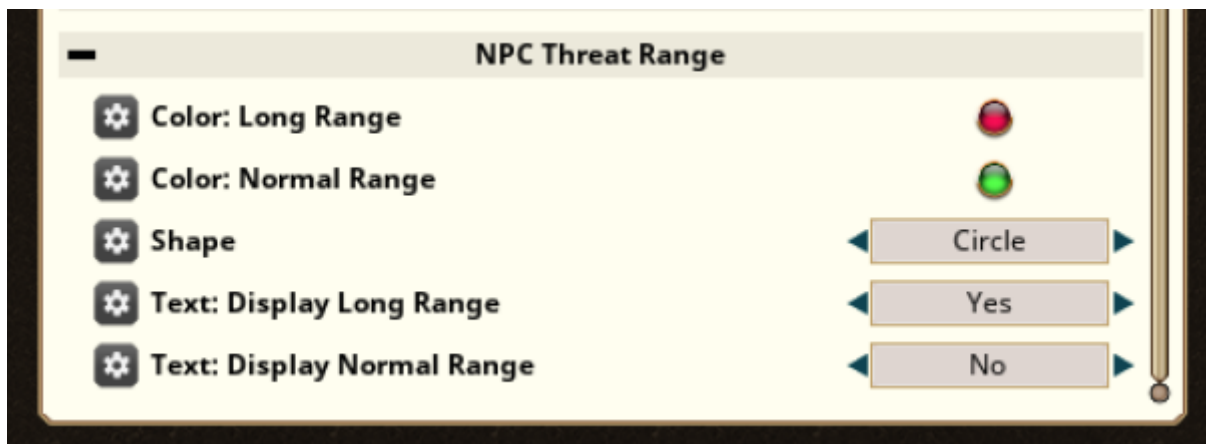 NPC Threat Range
Color: Long Range
Color: Normal Range
Shape Circle
Text: Display Long Range Yes
Text: Display Normal Range No